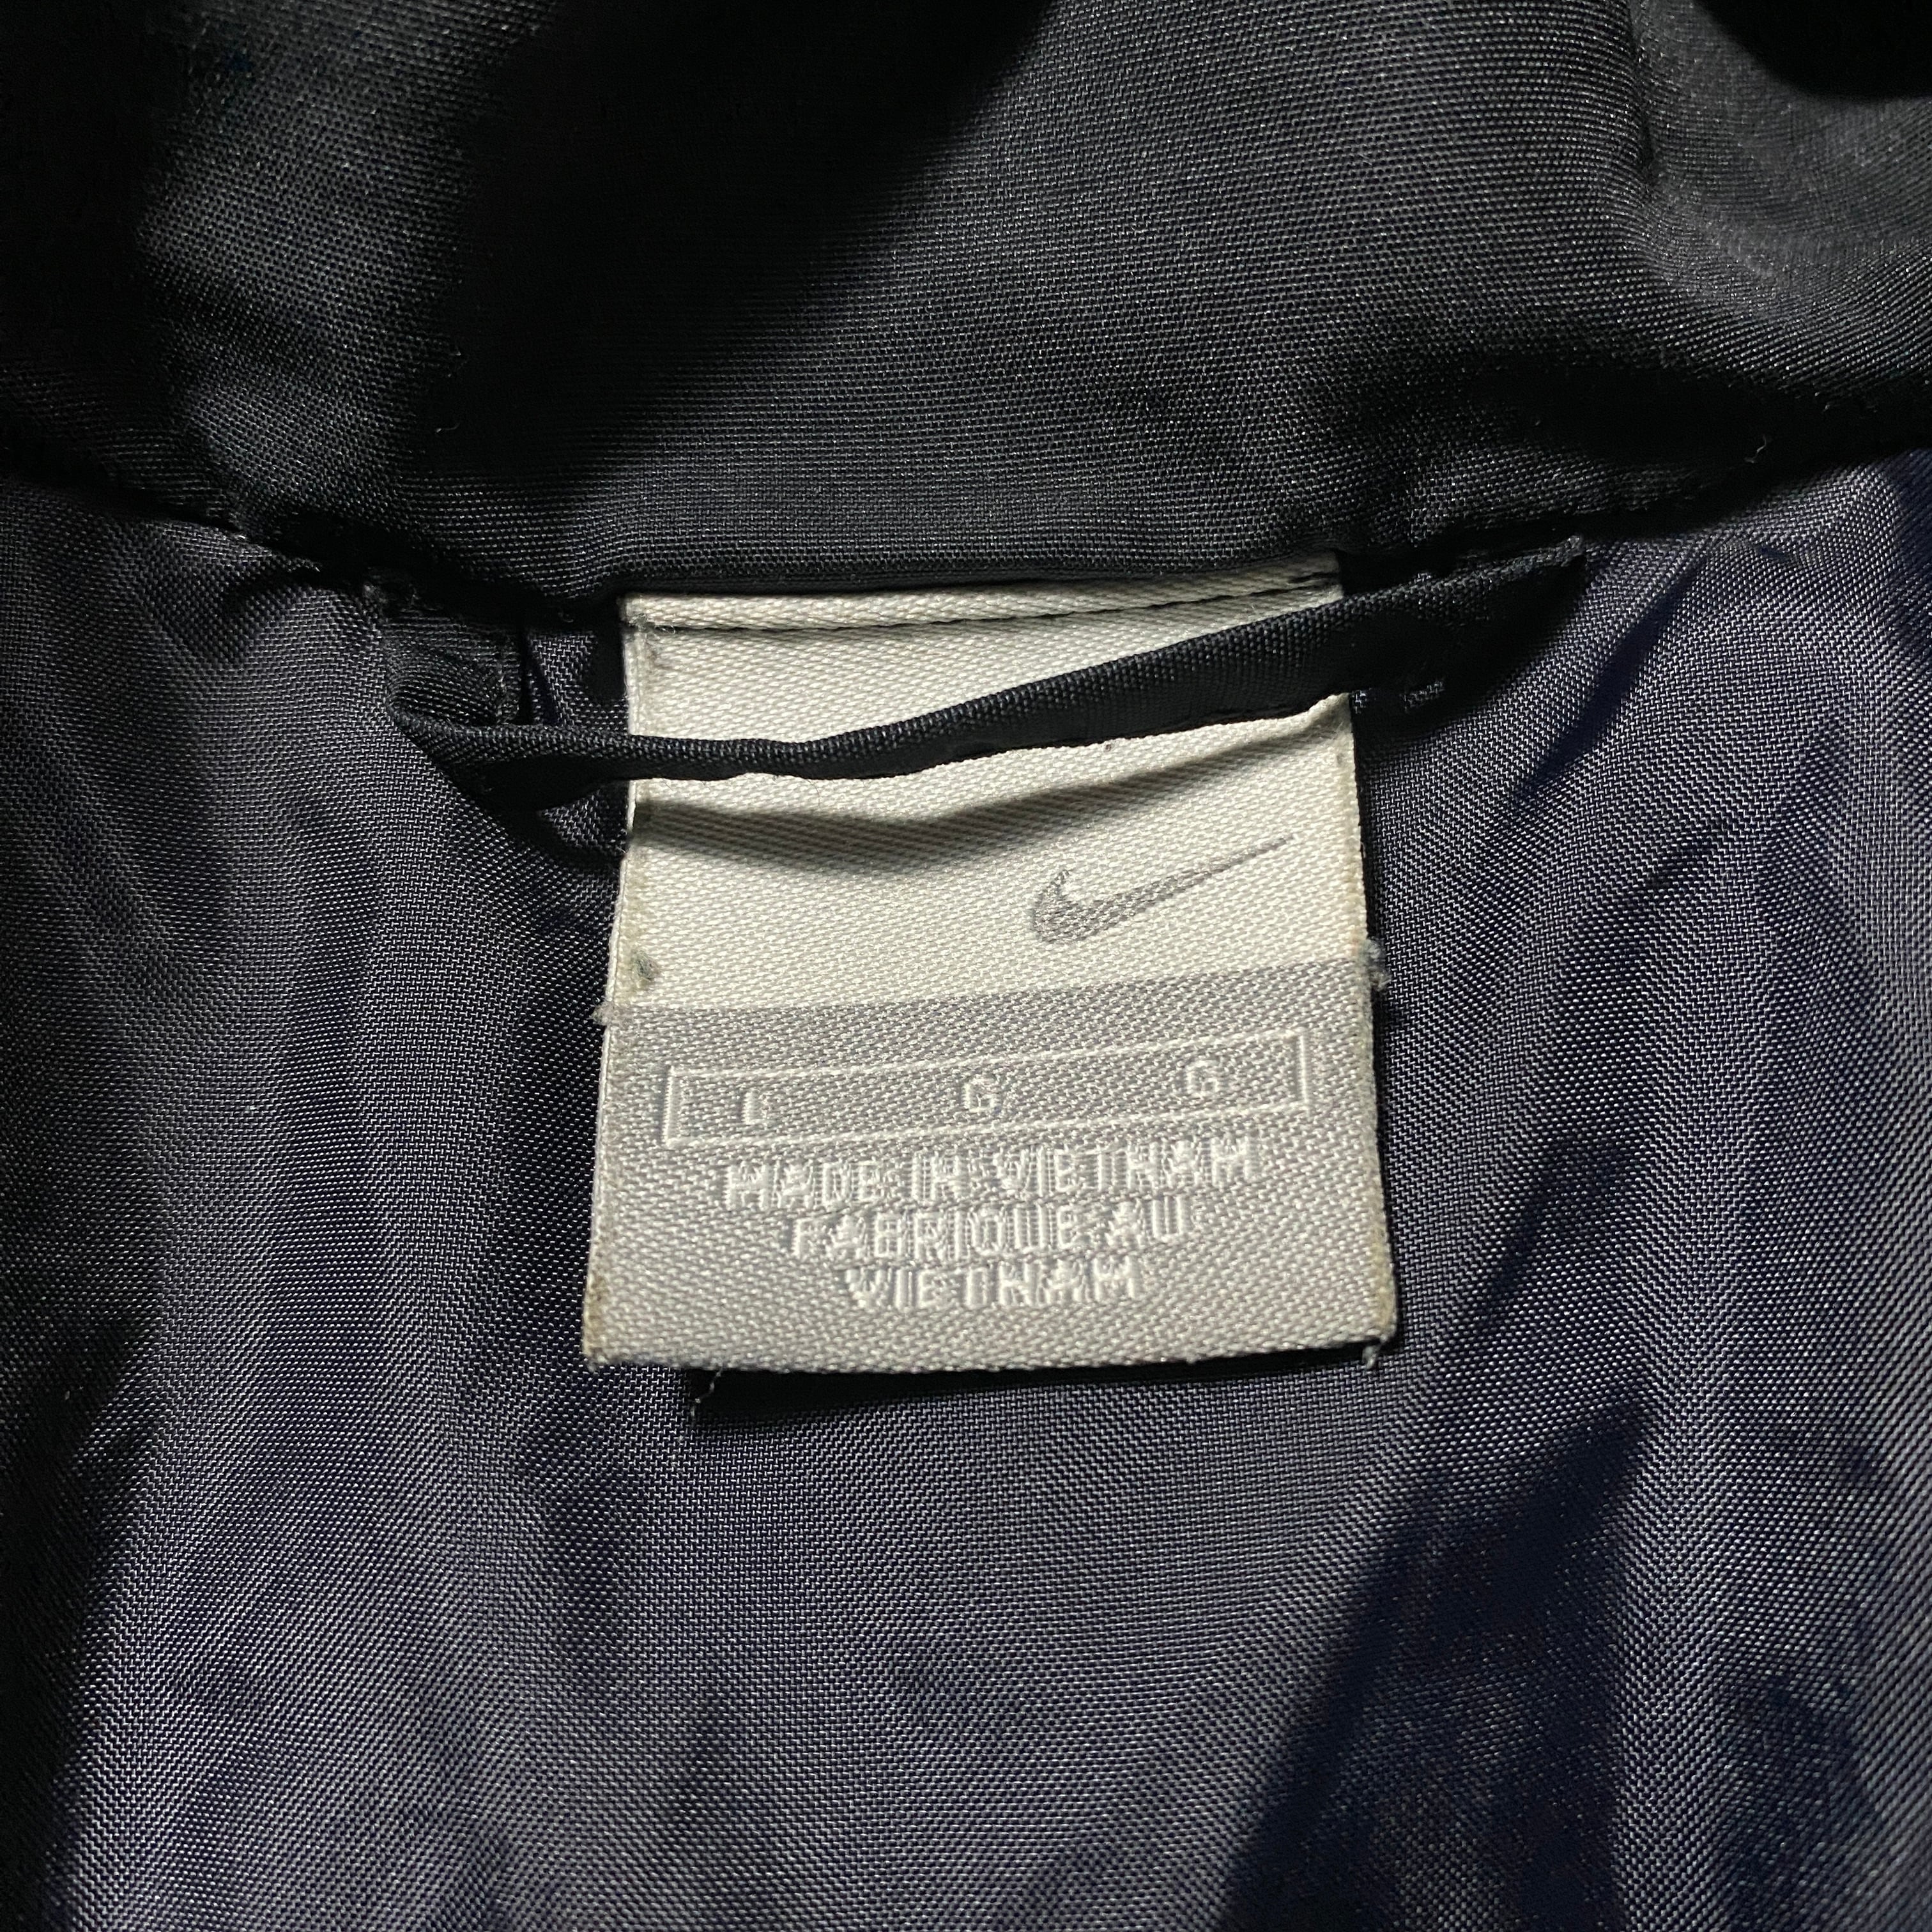 L G G
MADE IN VIETNAM
FABRIQUE AU
VIETNAM